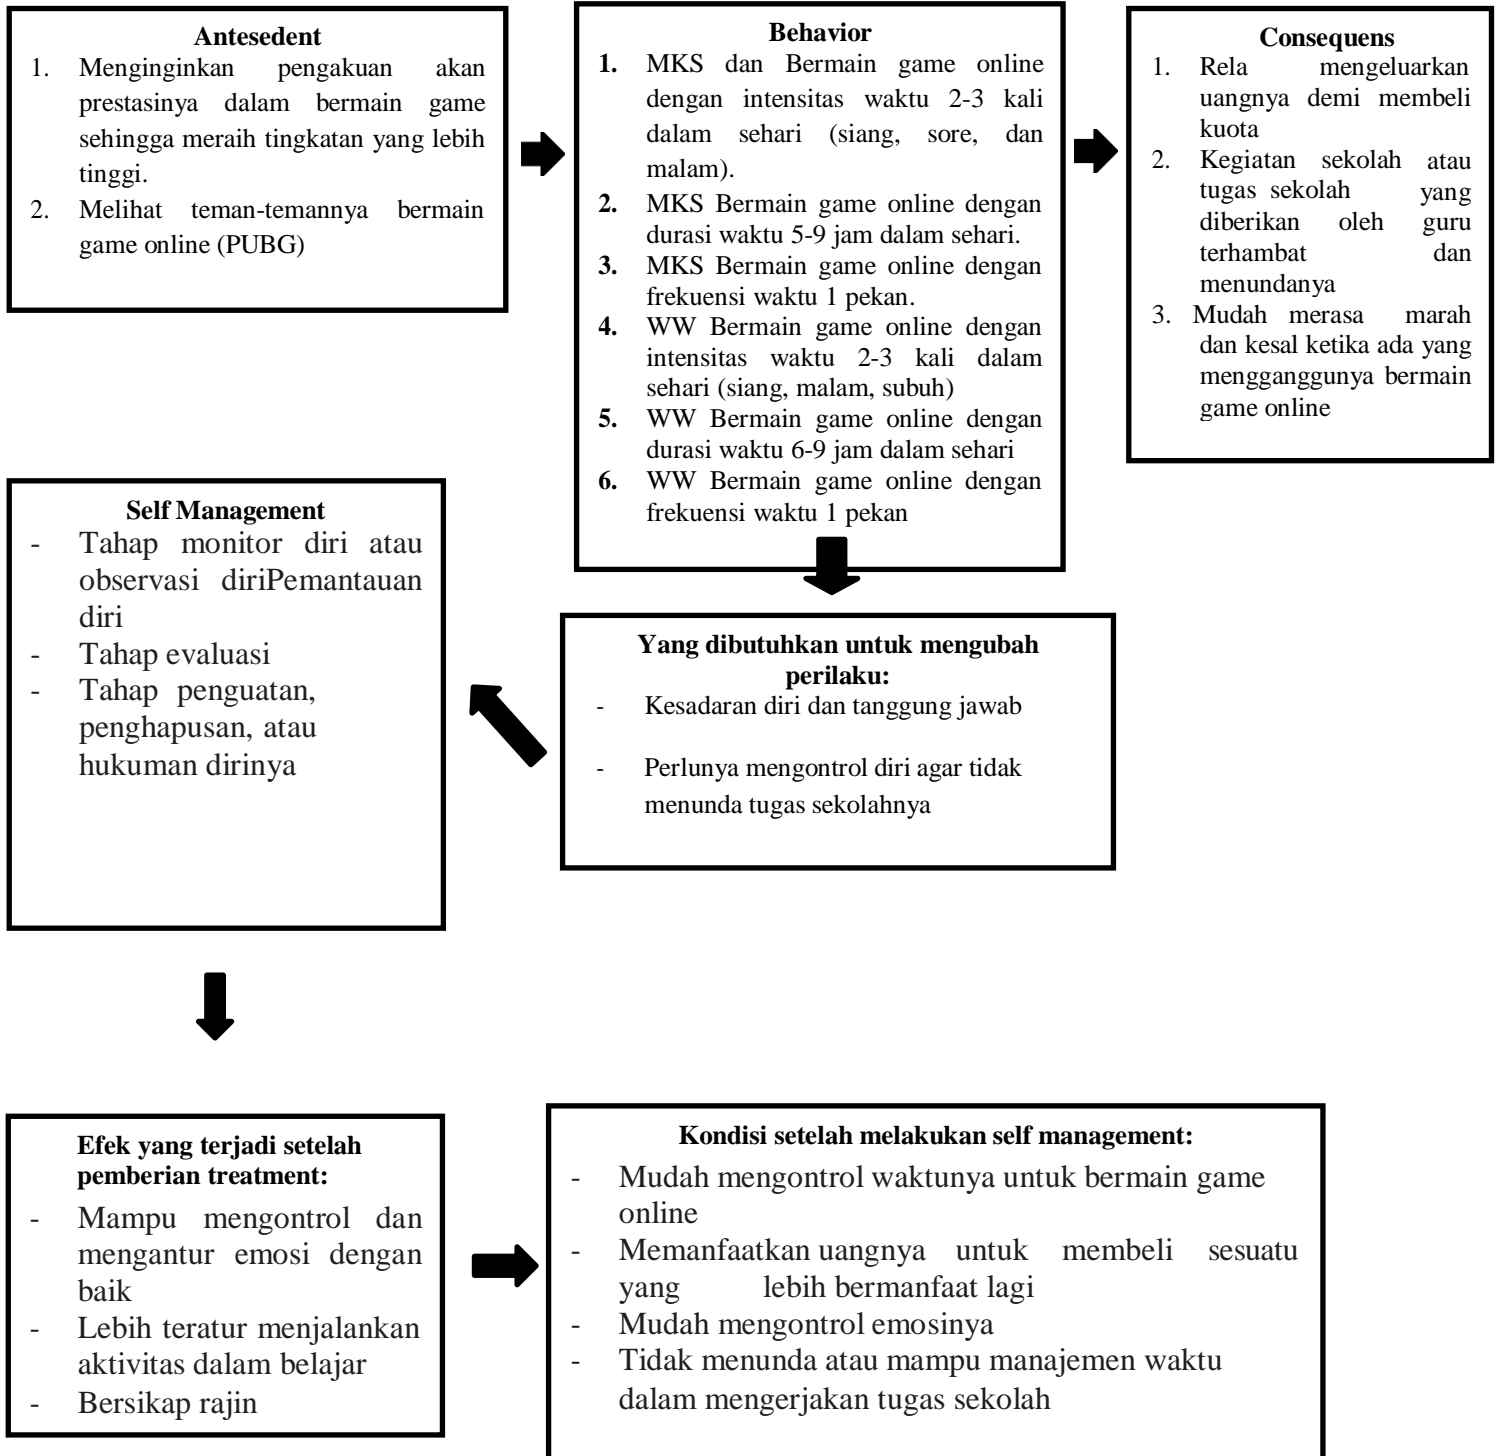 Antesedent
1. Menginginkan pengakuan akan
prestasinya dalam bermain game
sehingga meraih tingkatan yang lebih
tinggi.
2. Melihat teman-temannya bermain
game online (PUBG)
Behavior
1. MKS dan Bermain game online
dengan intensitas waktu 2-3 kali
dalam sehari (siang, sore, dan
malam).
2. MKS Bermain game online dengan
durasi waktu 5-9 jam dalam sehari.
3. MKS Bermain game online dengan
frekuensi waktu 1 pekan.
4. WW Bermain game online dengan
intensitas waktu 2-3 kali dalam
sehari (siang, malam, subuh)
5. WW Bermain game online dengan
durasi waktu 6-9 jam dalam sehari
6. WW Bermain game online dengan
frekuensi waktu 1 pekan
Consequens
1. Rela mengeluarkan
uangnya demi membeli
kuota
2. Kegiatan sekolah atau
tugas sekolah yang
diberikan oleh guru
terhambat dan
menundanya
3. Mudah merasa marah
dan kesal ketika ada yang
mengganggunya bermain
game online
Self Management
- Tahap monitor diri atau
observasi diriPemantauan
diri
- Tahap evaluasi
- Tahap penguatan,
penghapusan, atau
hukuman dirinya
Yang dibutuhkan untuk mengubah
perilaku:
- Kesadaran diri dan tanggung jawab
- Perlunya mengontrol diri agar tidak
menunda tugas sekolahnya
Efek yang terjadi setelah
pemberian treatment:
- Mampu mengontrol dan
mengantur emosi dengan
baik
- Lebih teratur menjalankan
aktivitas dalam belajar
- Bersikap rajin
Kondisi setelah melakukan self management:
- Mudah mengontrol waktunya untuk bermain game
online
- Memanfaatkan uangnya untuk membeli sesuatu
yang lebih bermanfaat lagi
- Mudah mengontrol emosinya
- Tidak menunda atau mampu manajemen waktu
dalam mengerjakan tugas sekolah